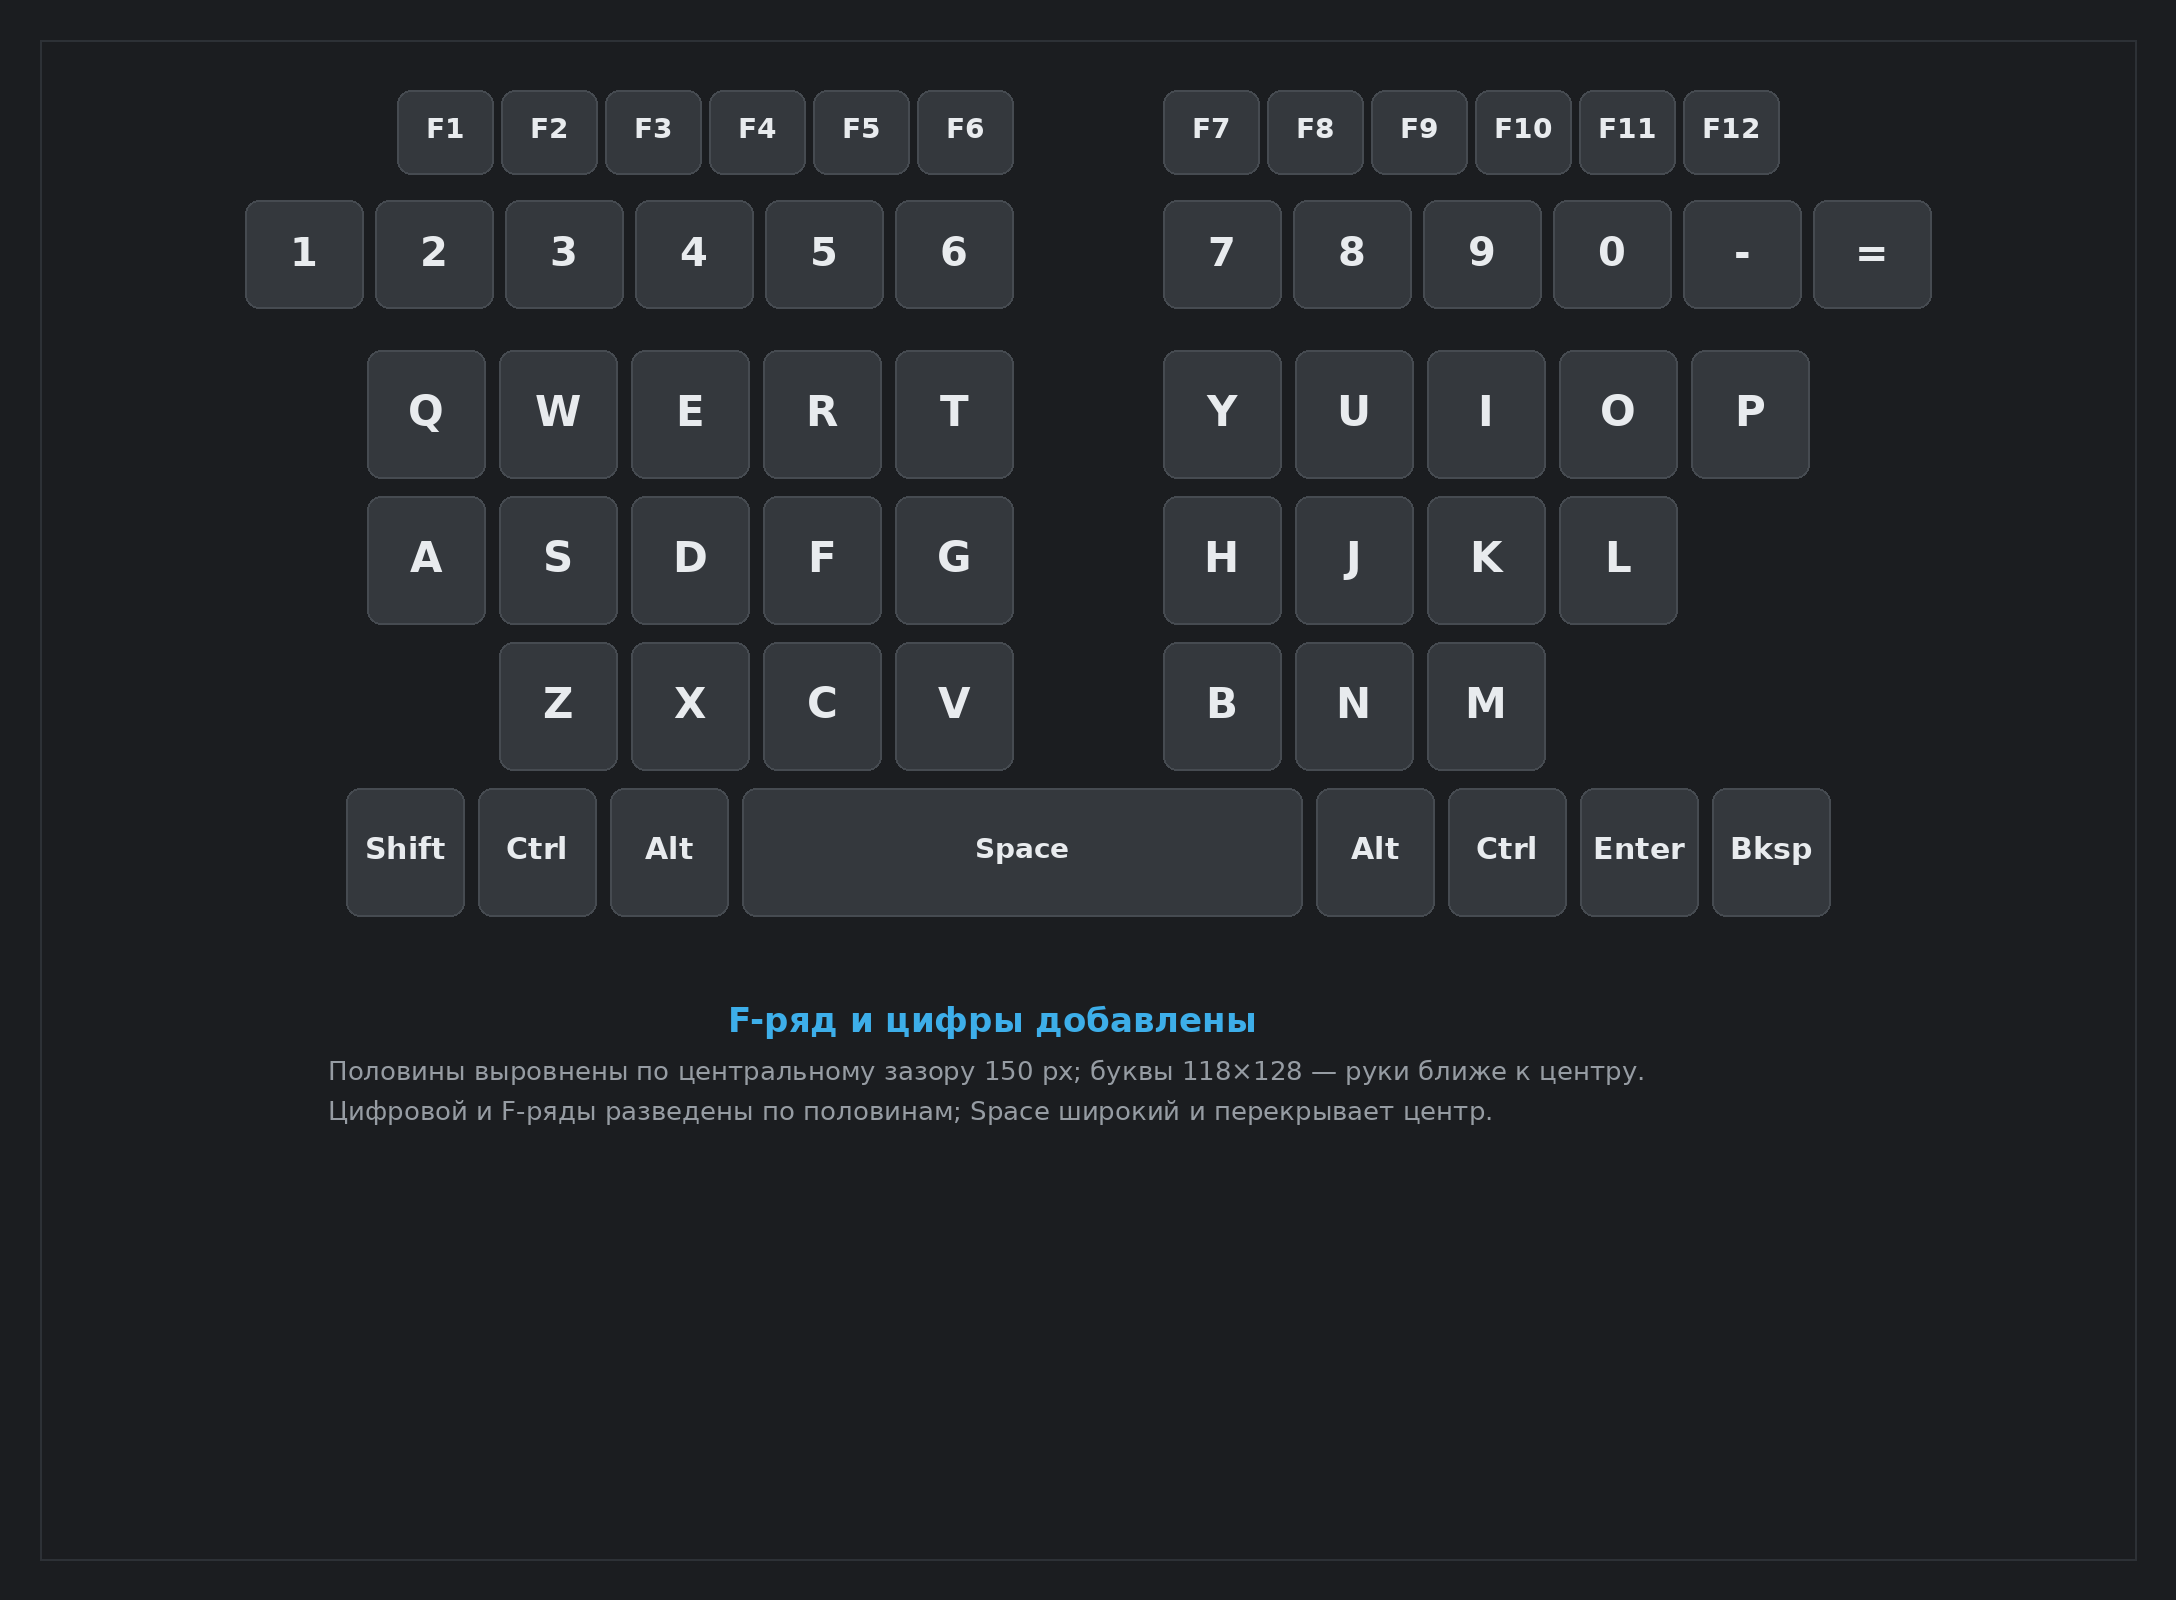 F1 F2 F3 F4 F5 F6 F7 F8 F9 F10 F11 F12
1 2 3 4 5 6 7 8 9 0 - =
Q W E R T Y U I O P
A S D F G H J K L
Z X C V B N M
Shift Ctrl Alt Space Alt Ctrl Enter Bksp
F-ряд и цифры добавлены
Половины выровнены по центральному зазору 150 px; буквы 118×128 — руки ближе к центру.
Цифровой и F-ряды разведены по половинам; Space широкий и перекрывает центр.